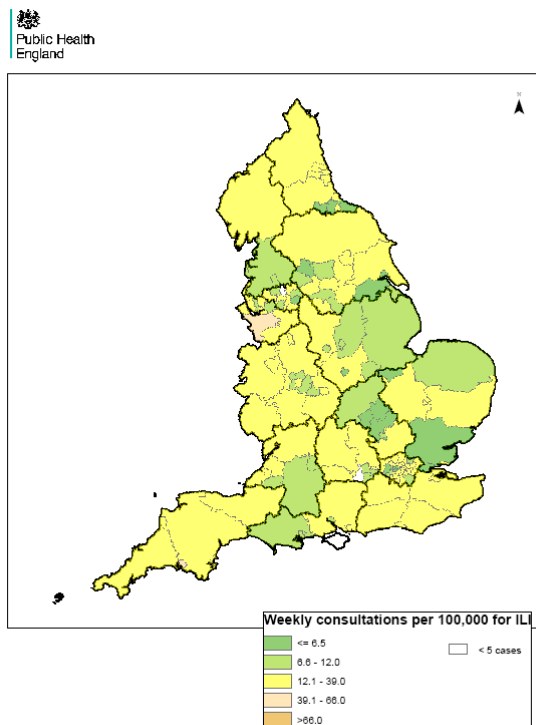 Public Health
England
Weekly consultations per 100,000 for ILI
<= 6.5
6.6 - 12.0
12.1 - 39.0
39.1 - 66.0
>66.0
< 5 cases